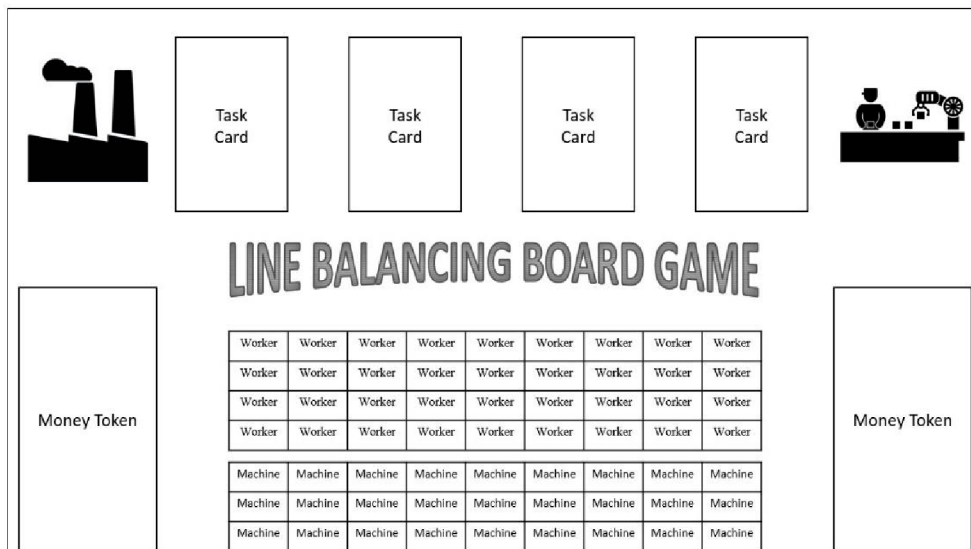 Task Card
Task Card
Task Card
Task Card
LINE BALANCING BOARD GAME
Money Token
Worker Worker Worker Worker Worker Worker Worker Worker Worker
Worker Worker Worker Worker Worker Worker Worker Worker Worker
Worker Worker Worker Worker Worker Worker Worker Worker Worker
Worker Worker Worker Worker Worker Worker Worker Worker Worker
Machine Machine Machine Machine Machine Machine Machine Machine Machine
Machine Machine Machine Machine Machine Machine Machine Machine Machine
Machine Machine Machine Machine Machine Machine Machine Machine Machine
Money Token